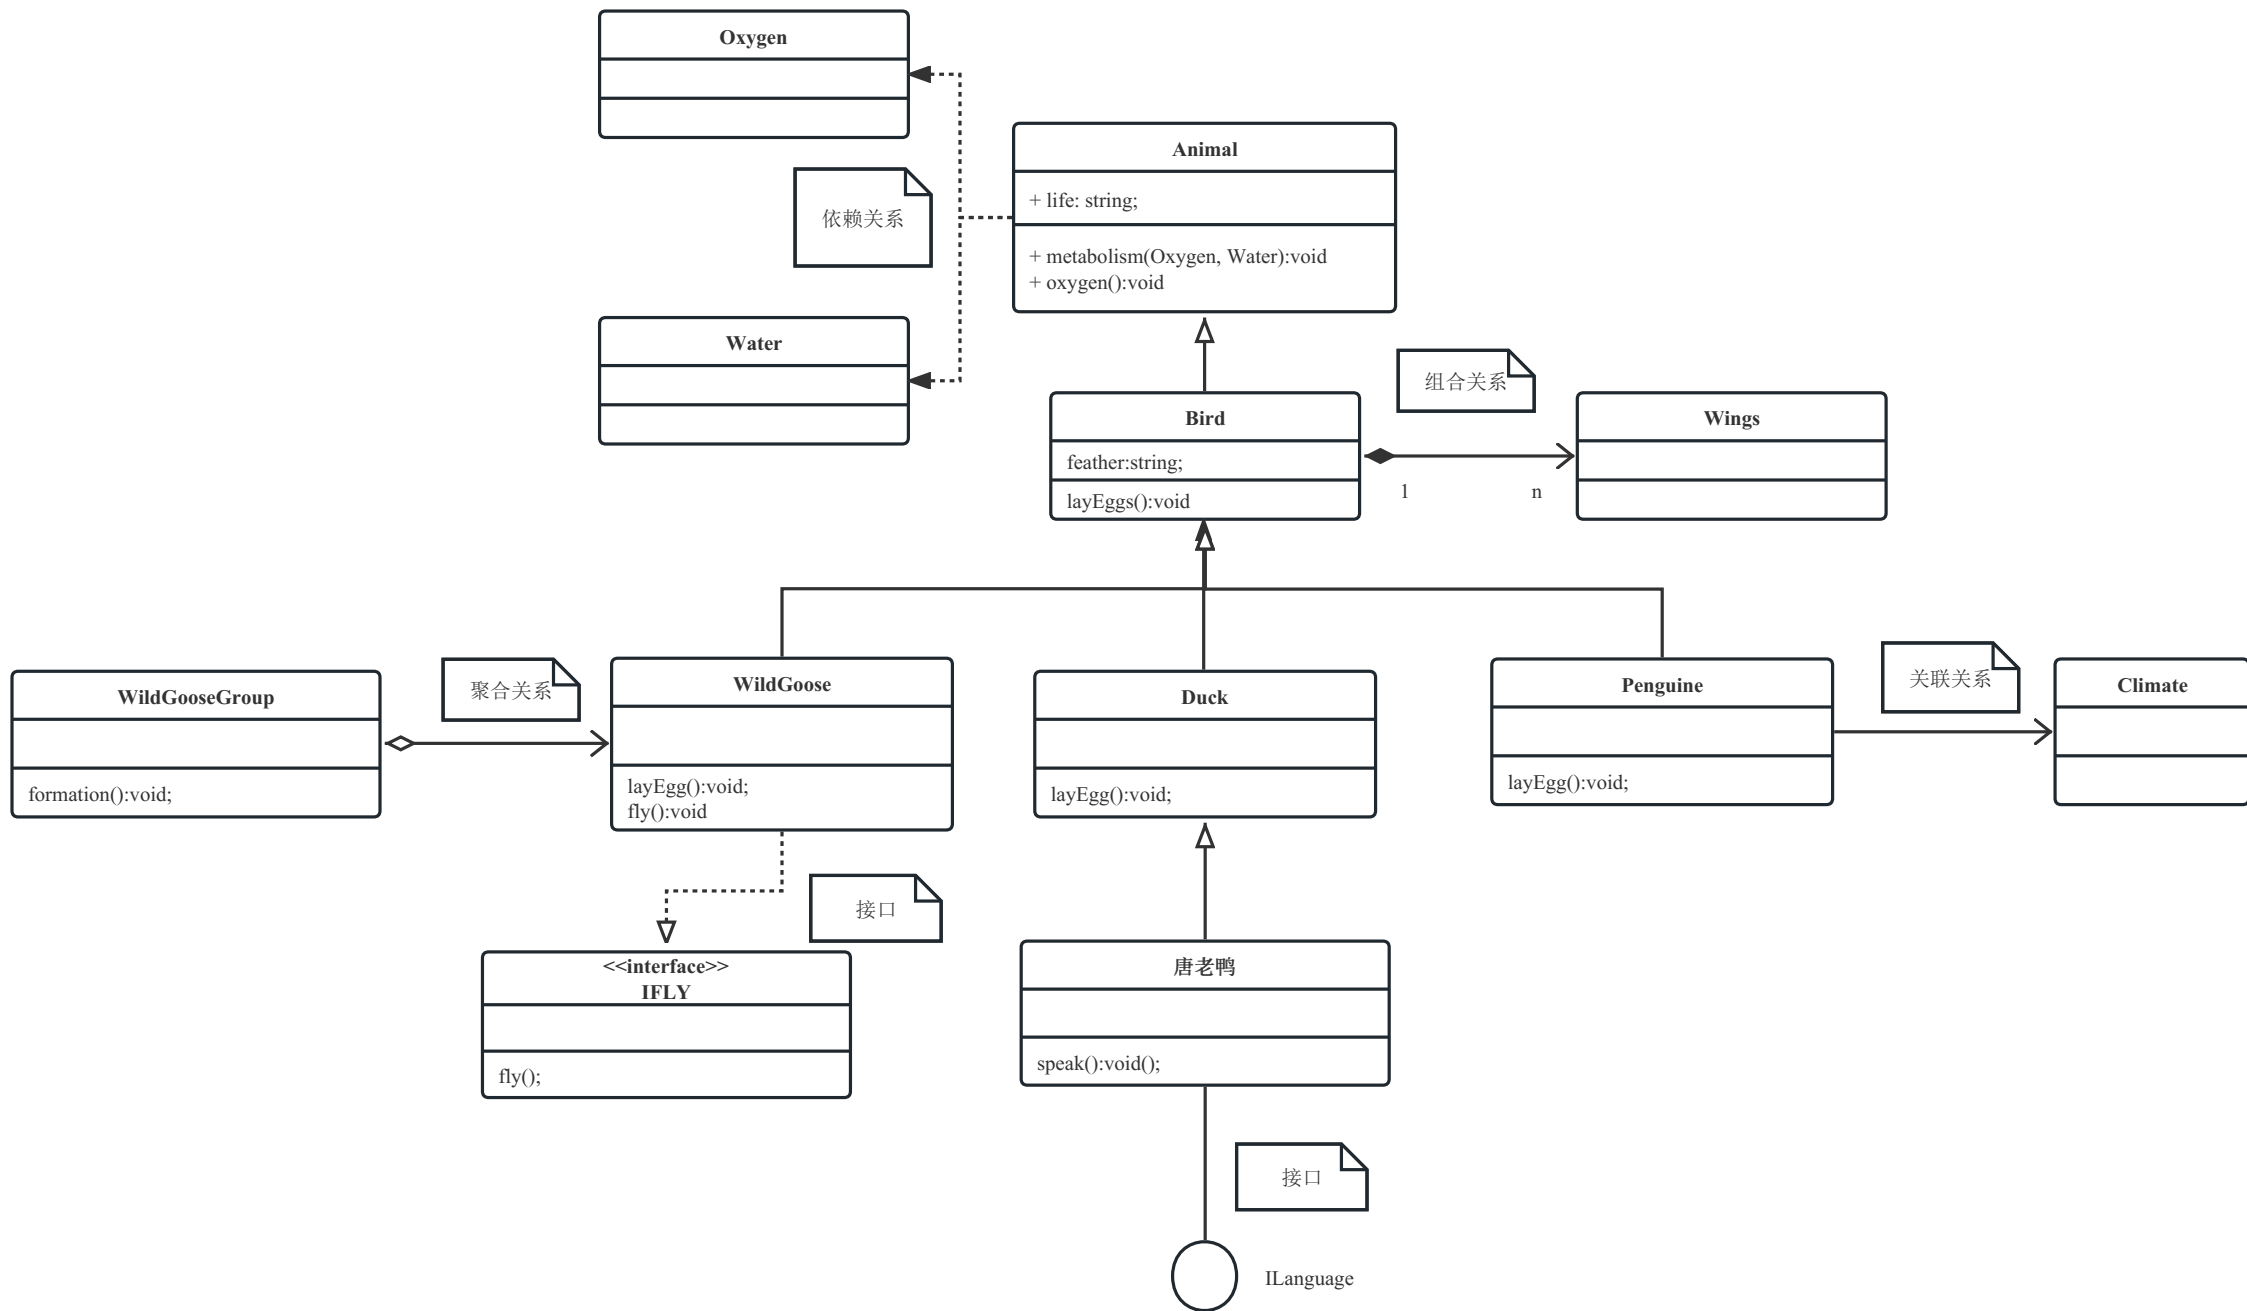 Oxygen
Animal
+ life: string;
+ metabolism(Oxygen, Water):void
+ oxygen():void
依赖关系
Water
Bird
feather:string;
layEggs():void
组合关系
1
n
Wings
WildGooseGroup
formation():void;
聚合关系
WildGoose
layEgg():void;
fly():void
Duck
layEgg():void;
Penguine
layEgg():void;
关联关系
Climate
接口
<<interface>>
IFLY
fly();
唐老鸭
speak():void();
接口
ILanguage